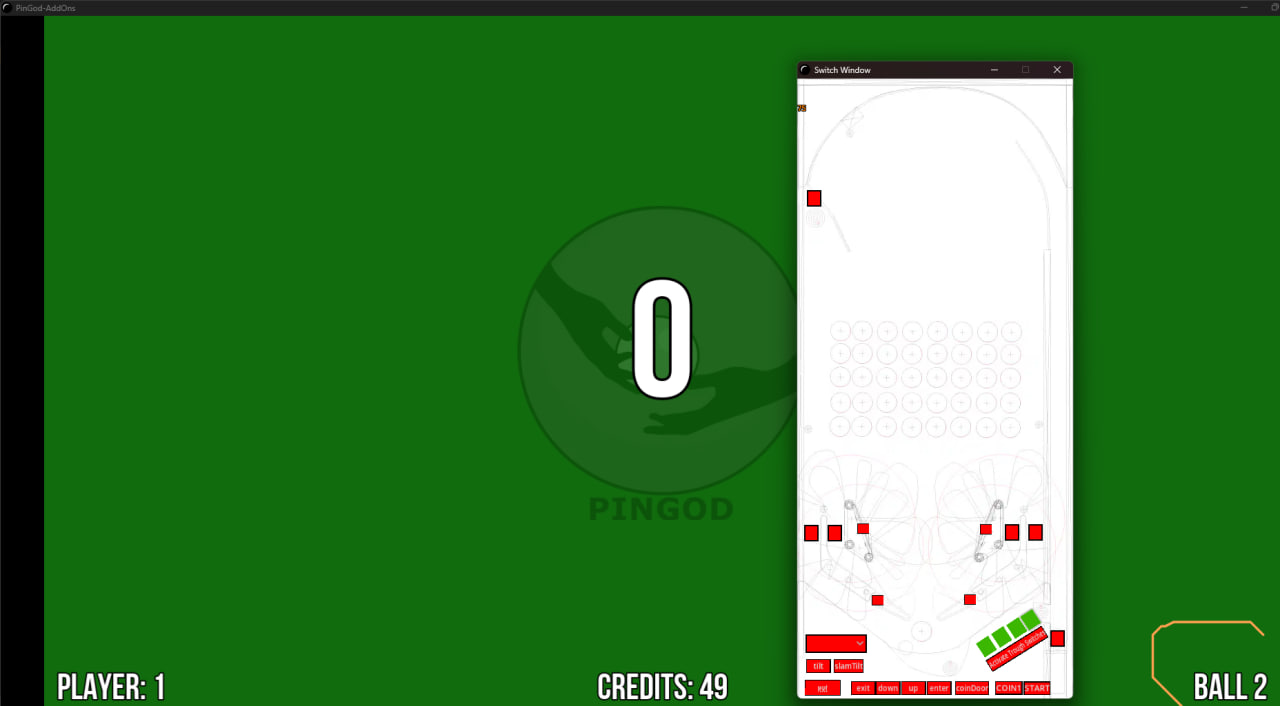 PinGod-AddOns
Switch Window
75
0
PINGOD
Activate Trough Switches
tilt
slamTilt
exit
down
up
enter
coinDoor
COIN1
START
PLAYER: 1
CREDITS: 49
BALL 2